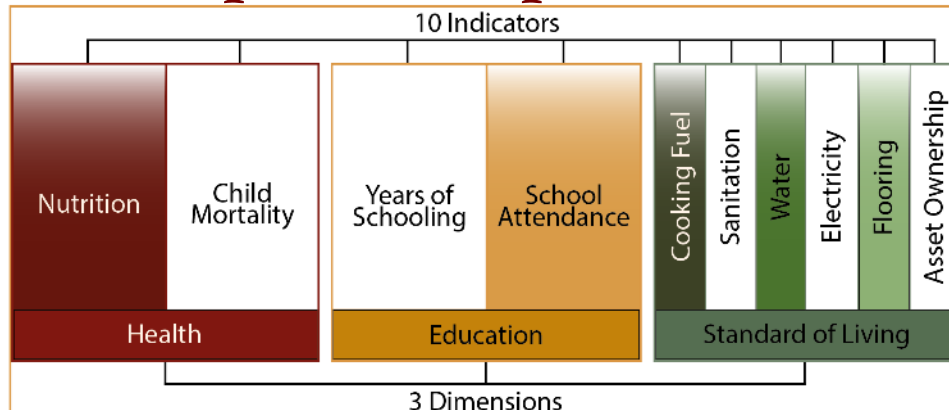 10 Indicators
Nutrition
Child
Mortality
Years of
Schooling
School
Attendance
Cooking Fuel
Sanitation
Water
Electricity
Flooring
Asset Ownership
Health
Education
Standard of Living
3 Dimensions